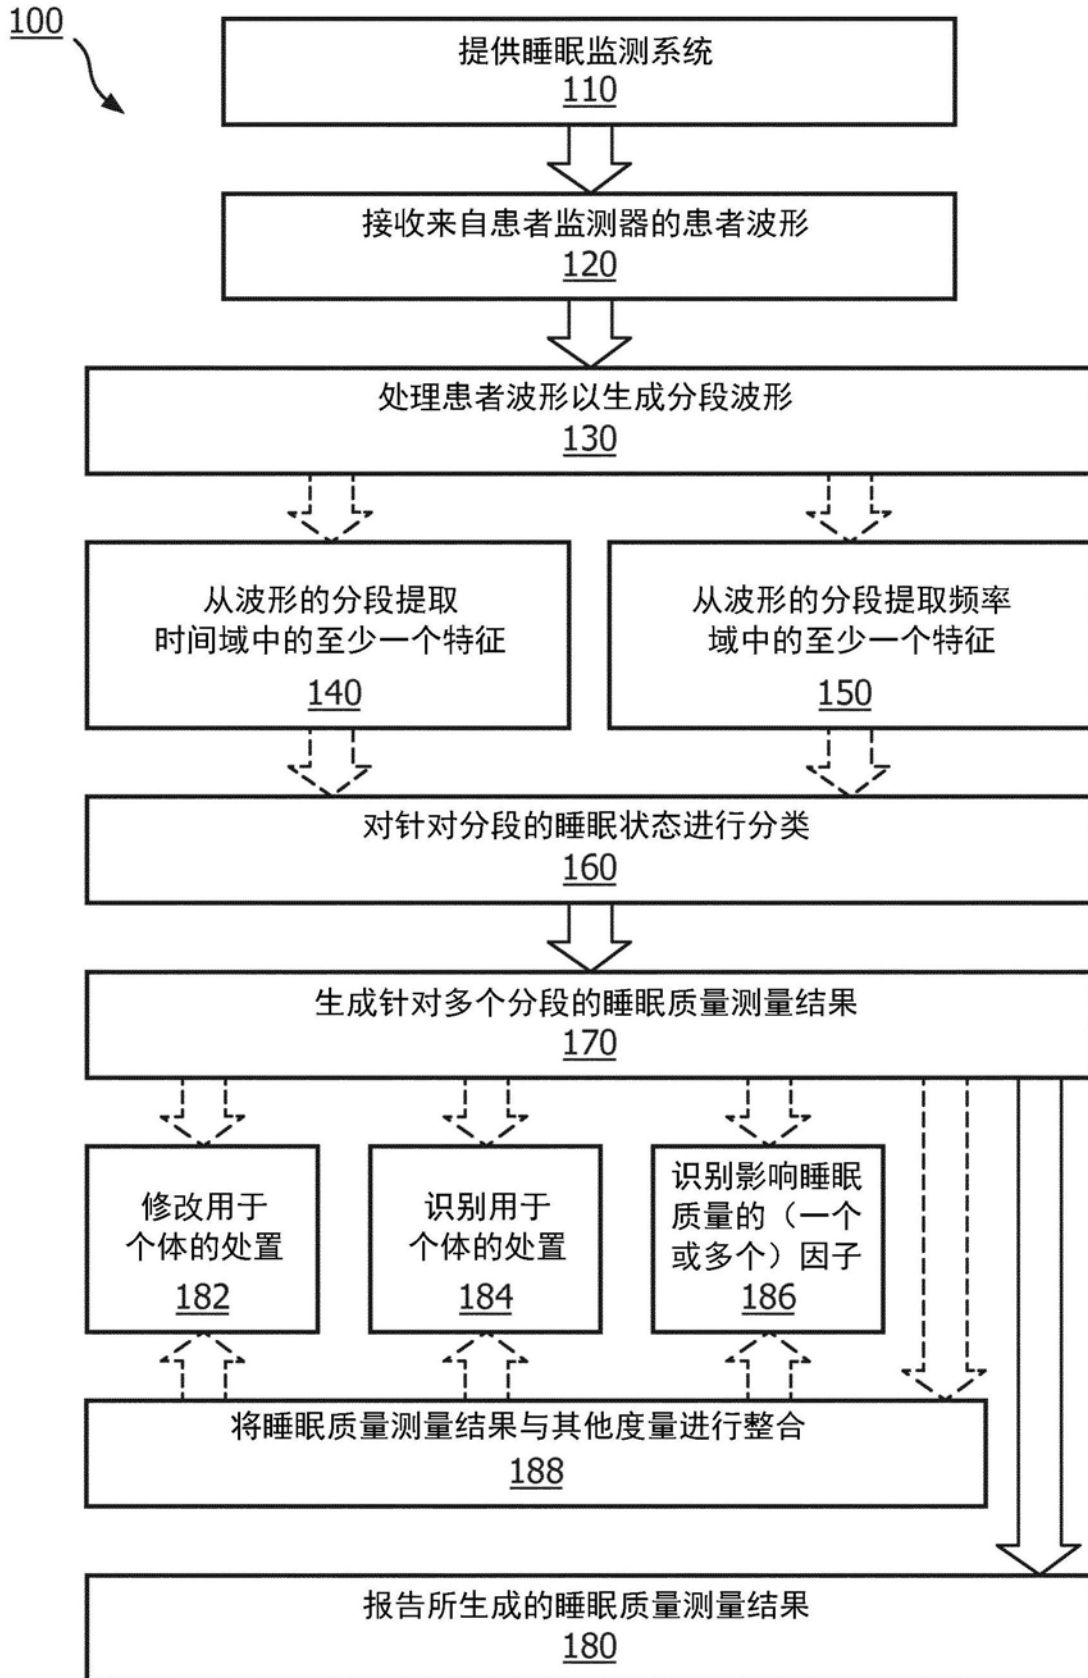 100
提供睡眠监测系统
110
接收来自患者监测器的患者波形
120
处理患者波形以生成分段波形
130
从波形的分段提取
时间域中的至少一个特征
140
从波形的分段提取频率
域中的至少一个特征
150
对针对分段的睡眠状态进行分类
160
生成针对多个分段的睡眠质量测量结果
170
修改用于
个体的处置
182
识别用于
个体的处置
184
识别影响睡眠
质量的（一个
或多个）因子
186
将睡眠质量测量结果与其他度量进行整合
188
报告所生成的睡眠质量测量结果
180